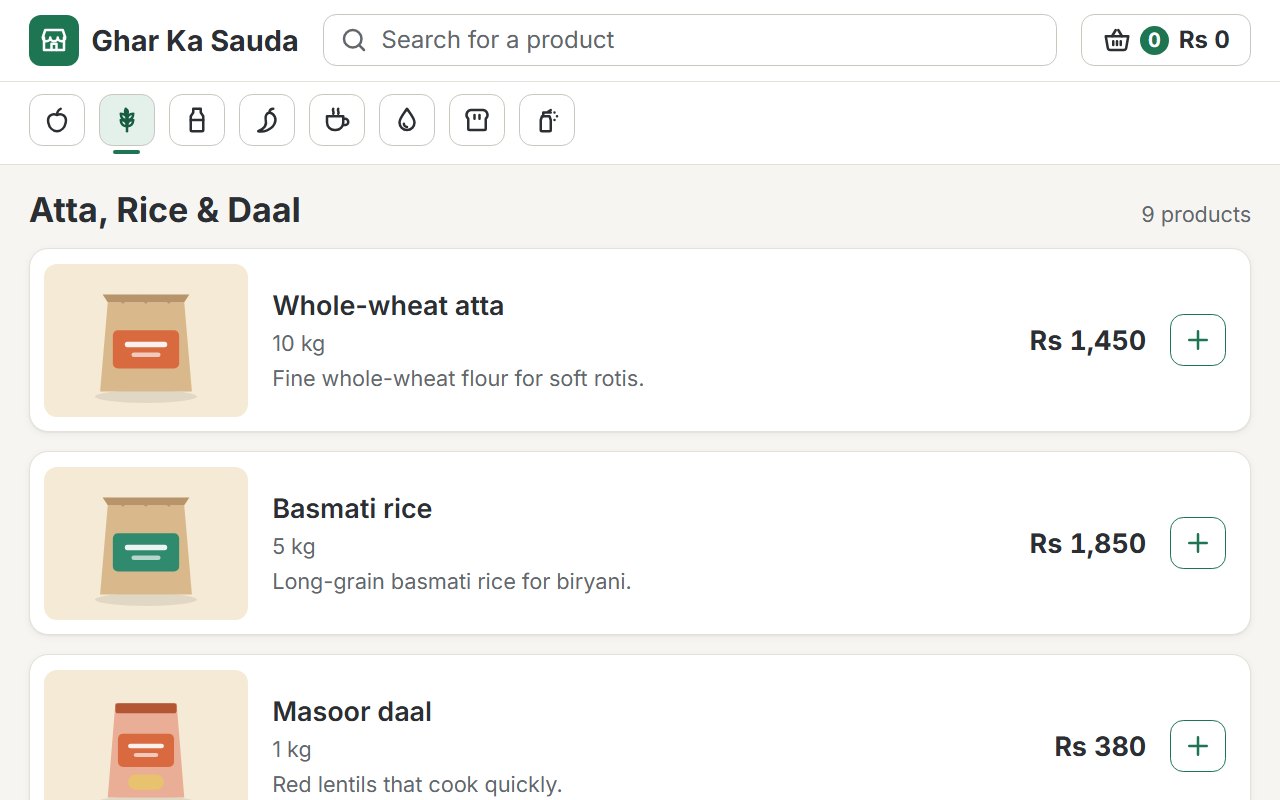 Ghar Ka Sauda
Search for a product
0 Rs 0
Atta, Rice & Daal
9 products
Whole-wheat atta
10 kg
Fine whole-wheat flour for soft rotis.
Rs 1,450
Basmati rice
5 kg
Long-grain basmati rice for biryani.
Rs 1,850
Masoor daal
1 kg
Red lentils that cook quickly.
Rs 380